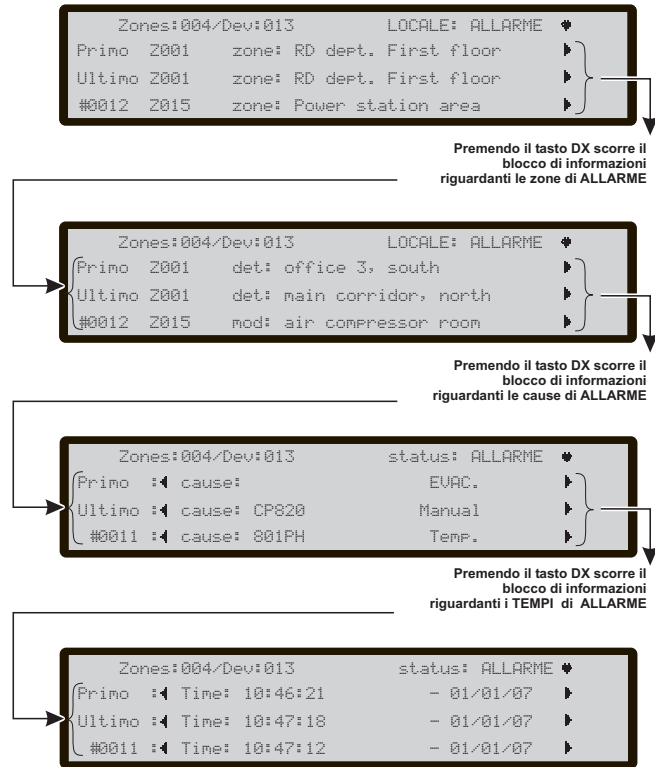 Zones:004/Dev:013 LOCALE: ALLARME
Primo Z001 zone: RD dept. First floor
Ultimo Z001 zone: RD dept. First floor
#0012 Z015 zone: Power station area
Premendo il tasto DX scorre il
blocco di informazioni
riguardanti le zone di ALLARME
Zones:004/Dev:013 LOCALE: ALLARME
Primo Z001 det: office 3, south
Ultimo Z001 det: main corridor, north
#0012 Z015 mod: air compressor room
Premendo il tasto DX scorre il
blocco di informazioni
riguardanti le cause di ALLARME
Zones:004/Dev:013 status: ALLARME
Primo : cause: EVAC.
Ultimo : cause: CP820 Manual
#0011 : cause: 801PH Temp.
Premendo il tasto DX scorre il
blocco di informazioni
riguardanti i TEMPI di ALLARME
Zones:004/Dev:013 status: ALLARME
Primo : Time: 10:46:21 - 01/01/07
Ultimo : Time: 10:47:18 - 01/01/07
#0011 : Time: 10:47:12 - 01/01/07